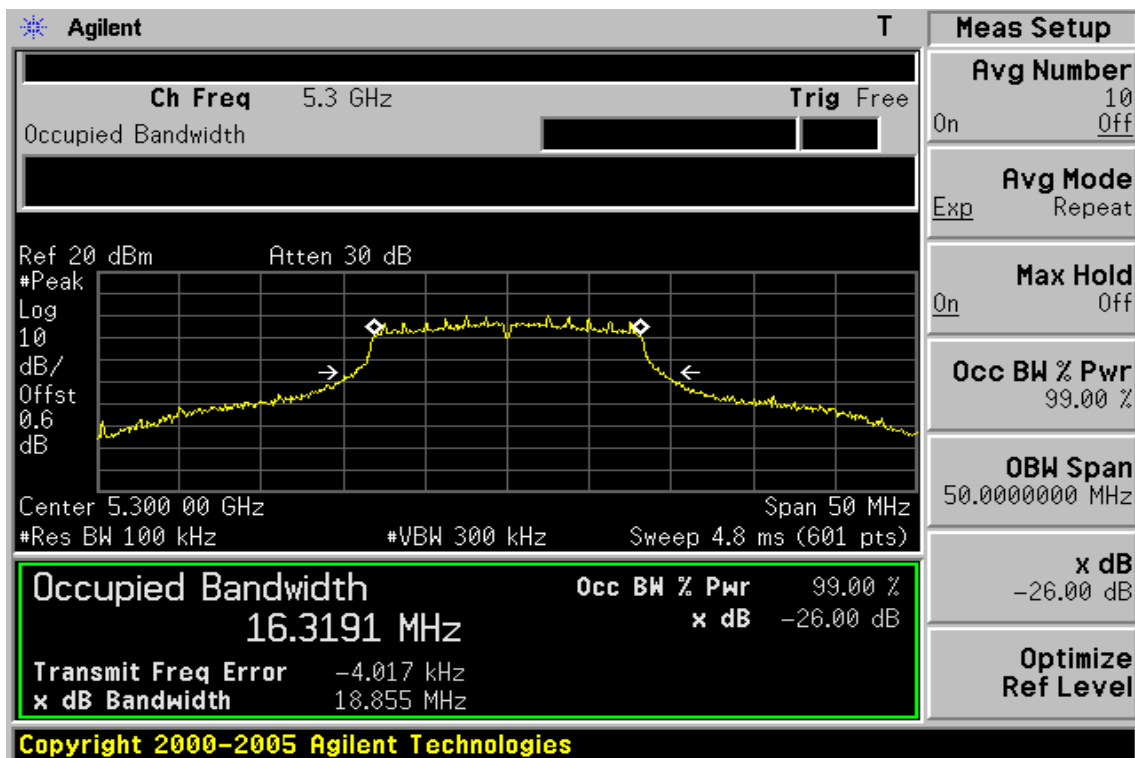 Agilent T Meas Setup
Ch Freq 5.3 GHz Trig Free
Occupied Bandwidth
Ref 20 dBm Atten 30 dB
#Peak
Log
10
dB/
Offst
0.6
dB
Center 5.300 00 GHz Span 50 MHz
#Res BW 100 kHz #VBW 300 kHz Sweep 4.8 ms (601 pts)
Occupied Bandwidth Occ BW % Pwr 99.00 %
16.3191 MHz x dB -26.00 dB
Transmit Freq Error -4.017 kHz
x dB Bandwidth 18.855 MHz
Copyright 2000-2005 Agilent Technologies
Avg Number
10
On Off
Avg Mode
Exp Repeat
Max Hold
On Off
Occ BW % Pwr
99.00 %
OBW Span
50.0000000 MHz
x dB
-26.00 dB
Optimize
Ref Level